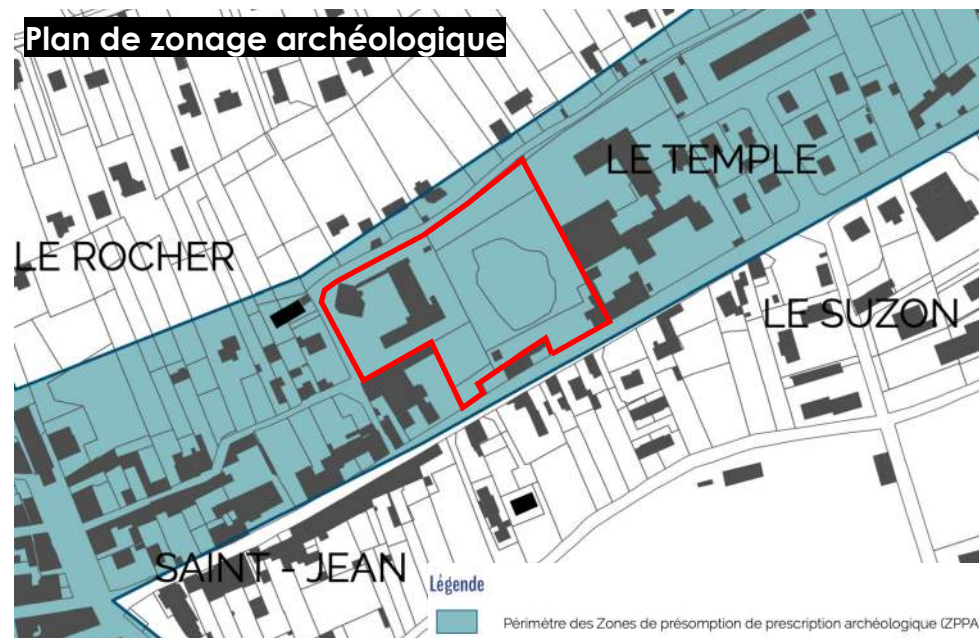 Plan de zonage archéologique
LE TEMPLE
LE ROCHER
LE SUZON
SAINT - JEAN
Légende
Périmètre des Zones de présomption de prescription archéologique (ZPPA